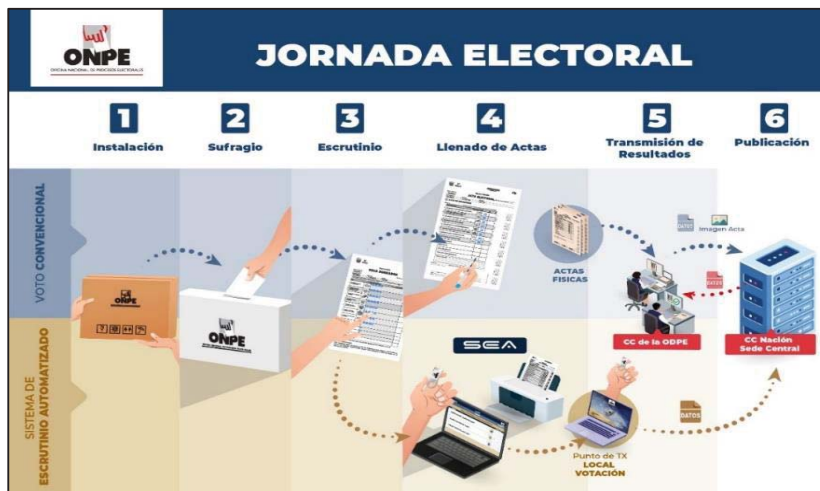 ONPE
OFICINA NACIONAL DE PROCESOS ELECTORALES
JORNADA ELECTORAL
1
Instalación
2
Sufragio
3
Escrutinio
4
Llenado de Actas
5
Transmisión de
Resultados
6
Publicación
VOTO CONVENCIONAL
ONPE
ONPE
ACTAS
FISICAS
DATOS
Imagen Acta
DATOS
CC de la ODPE
CC Nación
Sede Central
SISTEMA DE
ESCRUTINIO AUTOMATIZADO
SEA
Punto de TX
LOCAL
VOTACIÓN
DATOS